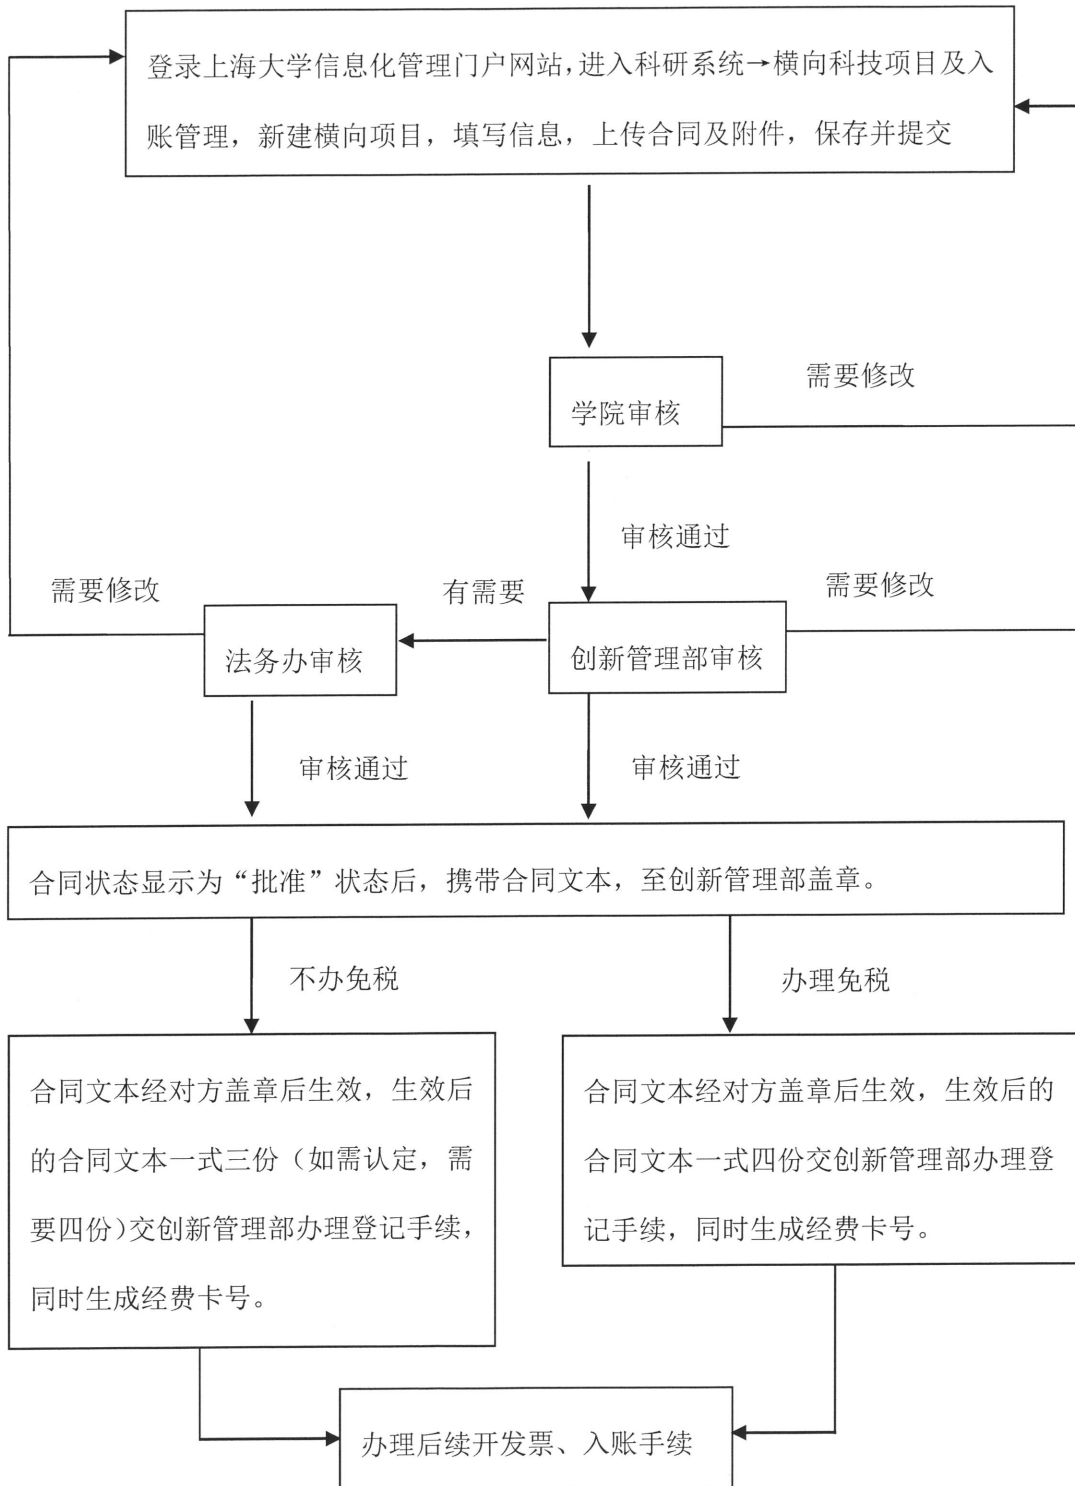 登录上海大学信息化管理门户网站,进入科研系统→横向科技项目及入
账管理，新建横向项目，填写信息，上传合同及附件，保存并提交
需要修改
学院审核
审核通过
需要修改
有需要
需要修改
法务办审核
创新管理部审核
审核通过
审核通过
合同状态显示为“批准”状态后，携带合同文本，至创新管理部盖章。
不办免税
办理免税
合同文本经对方盖章后生效，生效后
的合同文本一式三份（如需认定，需
要四份）交创新管理部办理登记手续，
同时生成经费卡号。
合同文本经对方盖章后生效，生效后的
合同文本一式四份交创新管理部办理登
记手续，同时生成经费卡号。
办理后续开发票、入账手续